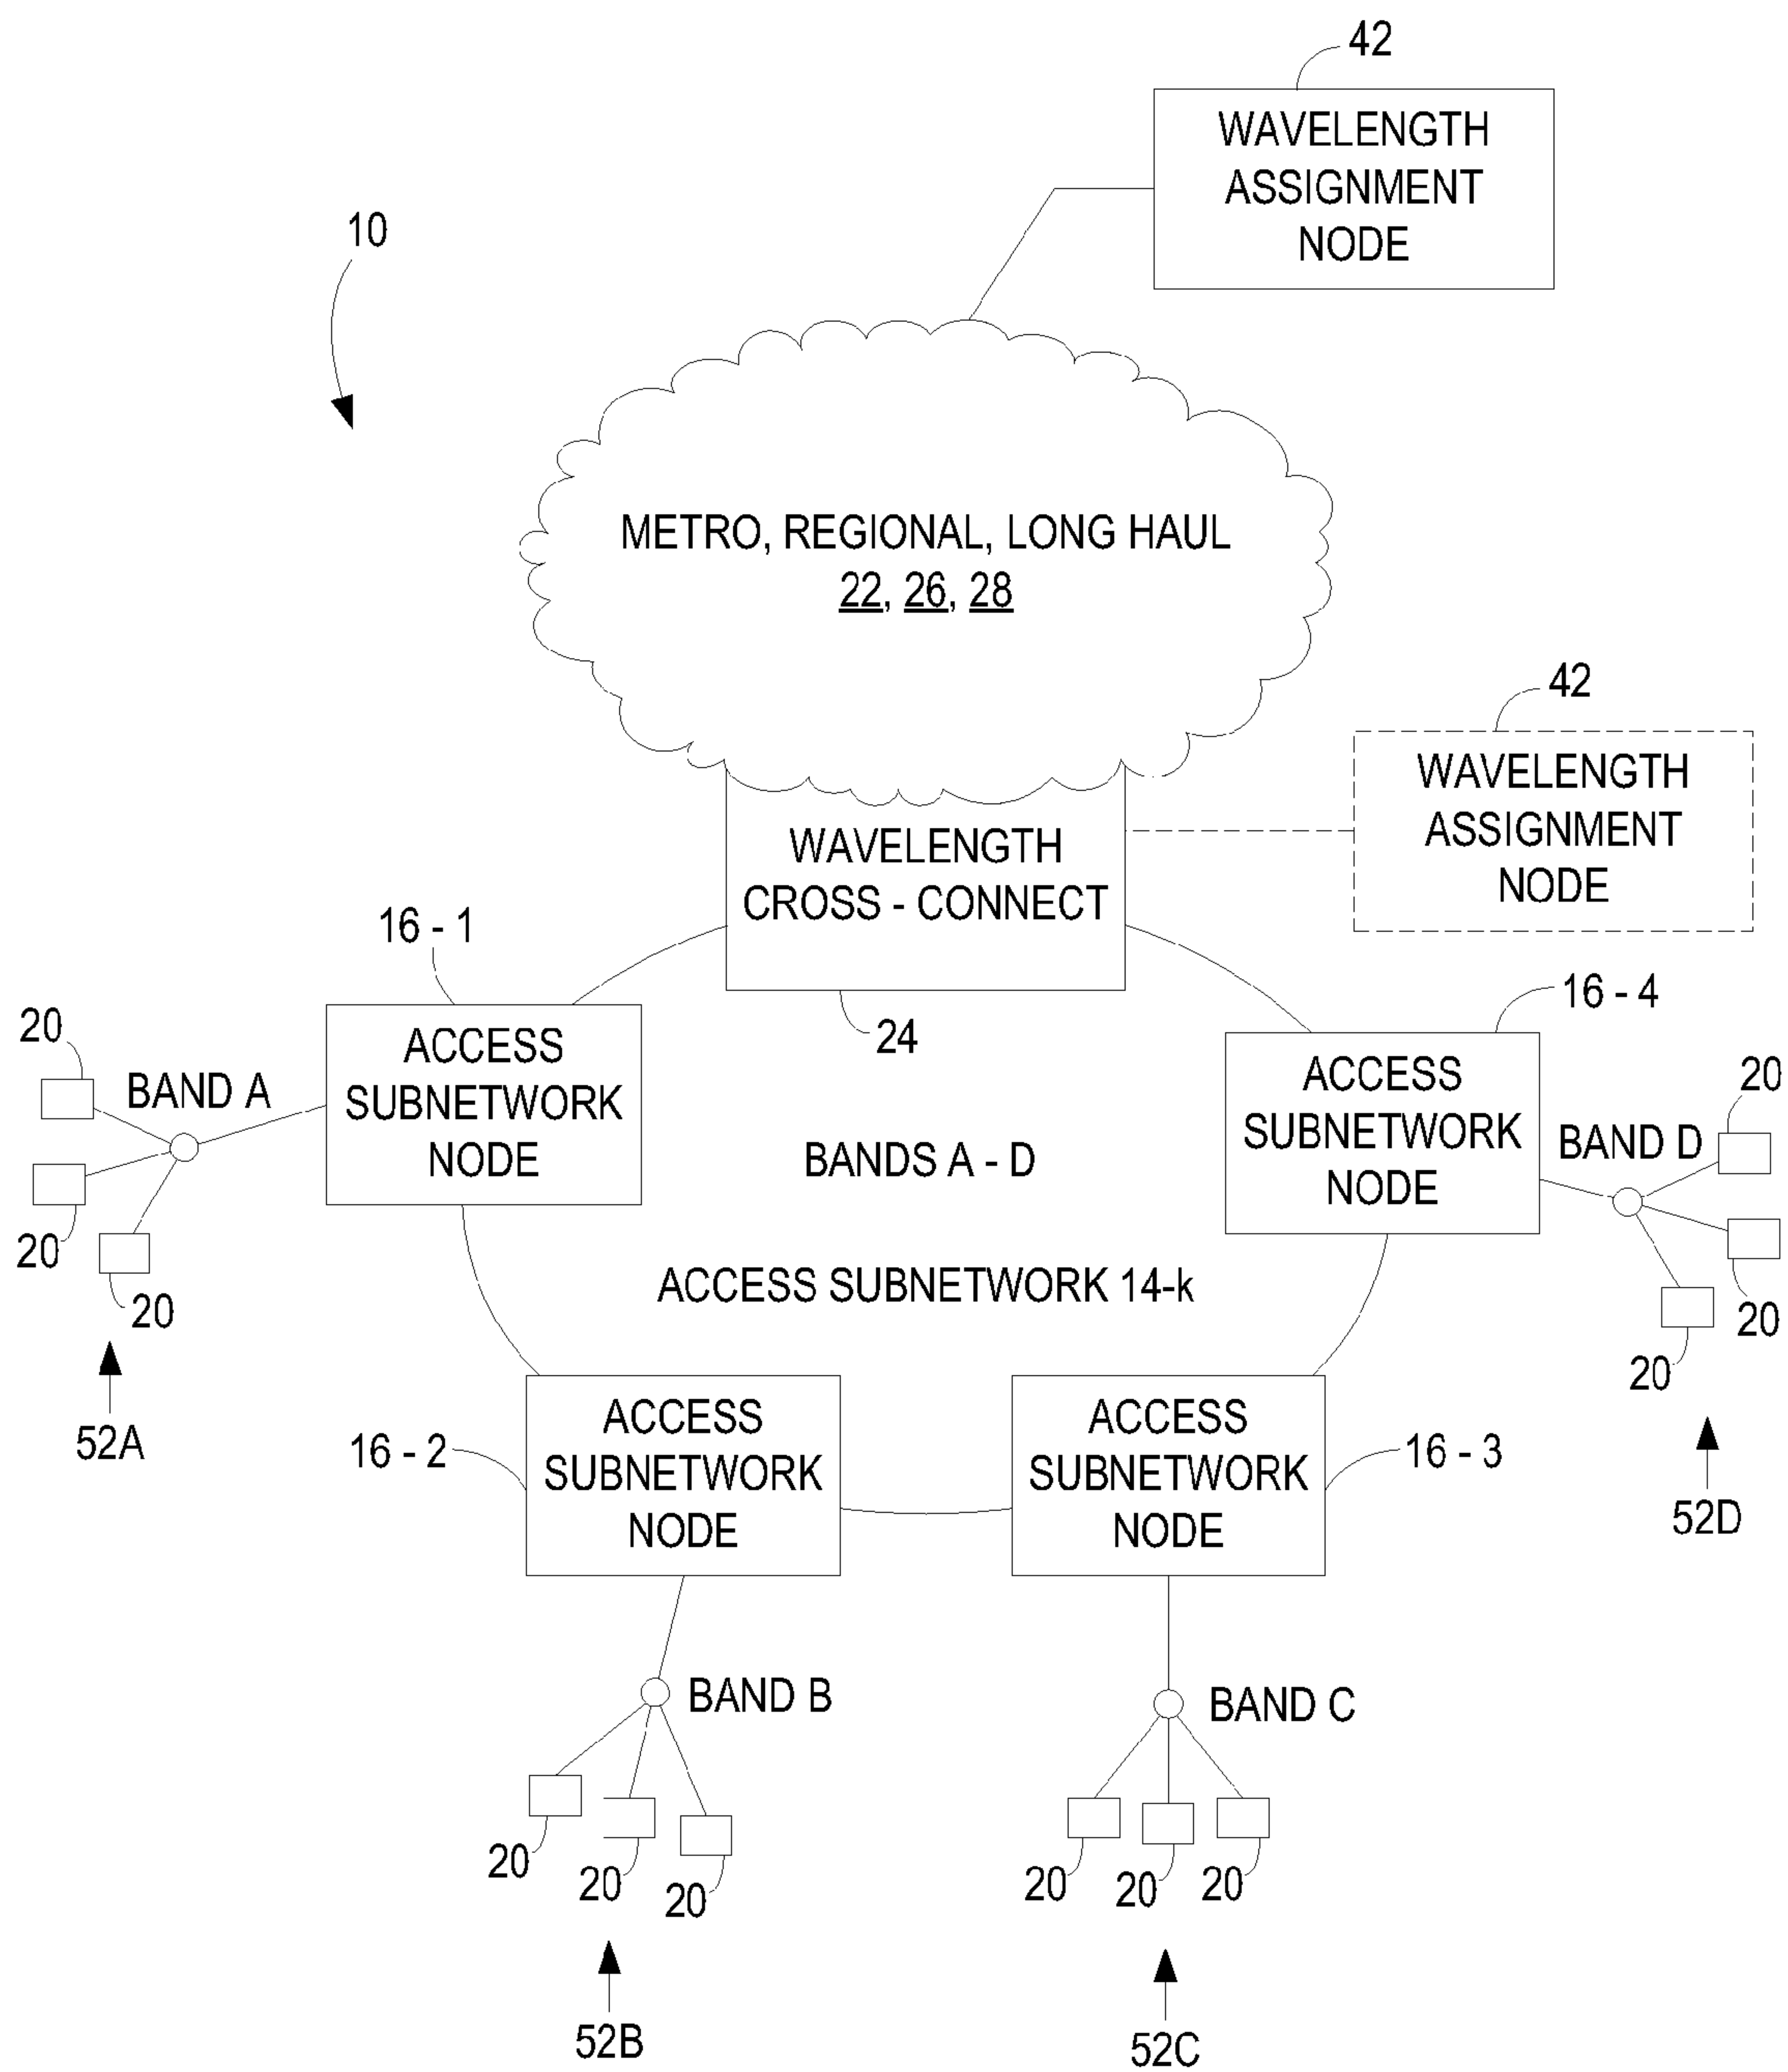 42
WAVELENGTH
ASSIGNMENT
NODE
10
METRO, REGIONAL, LONG HAUL
22, 26, 28
42
WAVELENGTH
ASSIGNMENT
NODE
WAVELENGTH
CROSS - CONNECT
24
16 - 1
ACCESS
SUBNETWORK
NODE
16 - 4
ACCESS
SUBNETWORK
NODE
20
BAND A
20
20
52A
BANDS A - D
ACCESS SUBNETWORK 14-k
20
BAND D
20
20
52D
16 - 2
ACCESS
SUBNETWORK
NODE
ACCESS
SUBNETWORK
NODE
16 - 3
BAND B
20
20
20
52B
BAND C
20
20
20
52C